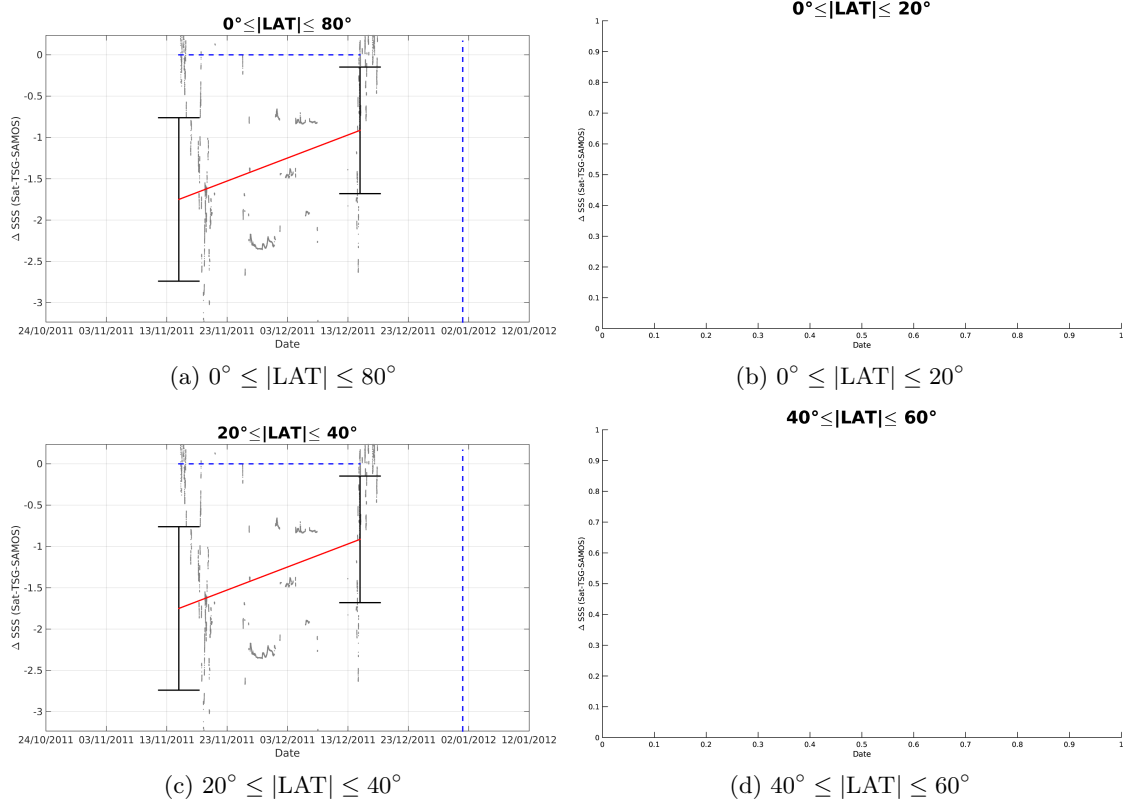 0°≤|LAT|≤ 80°
0
-0.5
-1
-1.5
-2
-2.5
-3
Δ SSS (Sat-TSG-SAMOS)
24/10/2011 03/11/2011 13/11/2011 23/11/2011 03/12/2011 13/12/2011 23/12/2011 02/01/2012 12/01/2012
Date
(a) 0° ≤ |LAT| ≤ 80°
0°≤|LAT|≤ 20°
1
0.9
0.8
0.7
0.6
0.5
0.4
0.3
0.2
0.1
0
Δ SSS (Sat-TSG-SAMOS)
0 0.1 0.2 0.3 0.4 0.5 0.6 0.7 0.8 0.9 1
Date
(b) 0° ≤ |LAT| ≤ 20°
20°≤|LAT|≤ 40°
0
-0.5
-1
-1.5
-2
-2.5
-3
Δ SSS (Sat-TSG-SAMOS)
24/10/2011 03/11/2011 13/11/2011 23/11/2011 03/12/2011 13/12/2011 23/12/2011 02/01/2012 12/01/2012
Date
(c) 20° ≤ |LAT| ≤ 40°
40°≤|LAT|≤ 60°
1
0.9
0.8
0.7
0.6
0.5
0.4
0.3
0.2
0.1
0
Δ SSS (Sat-TSG-SAMOS)
0 0.1 0.2 0.3 0.4 0.5 0.6 0.7 0.8 0.9 1
Date
(d) 40° ≤ |LAT| ≤ 60°